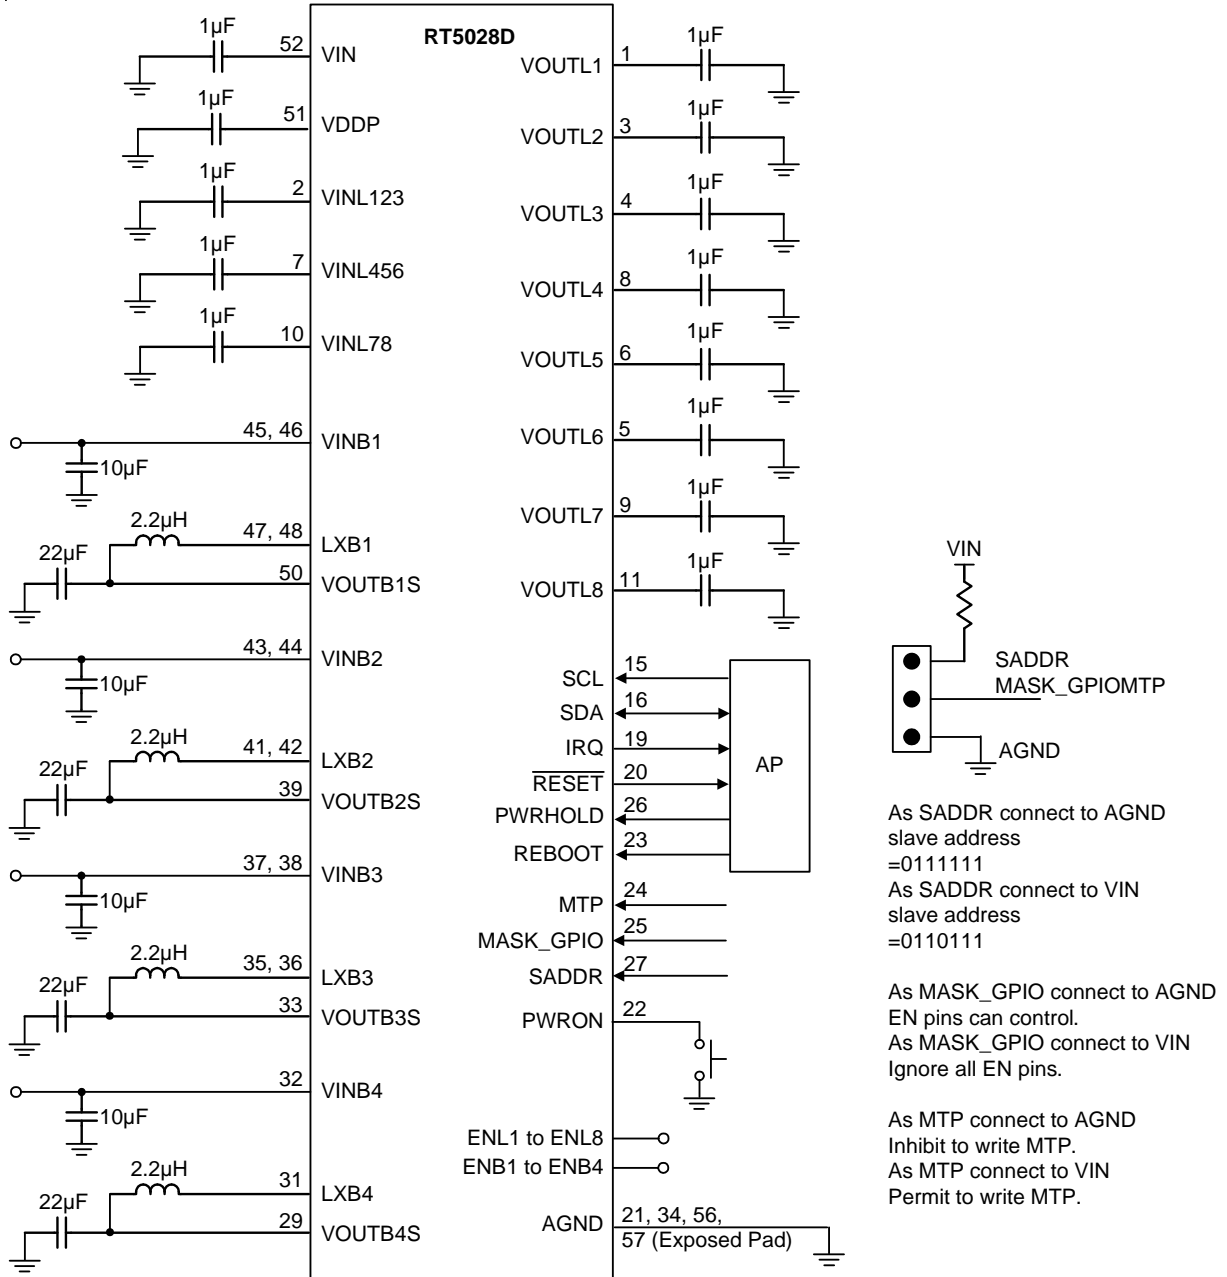 RT5028D
1µF
52
VIN
1µF
51
VDDP
1µF
2
VINL123
1µF
7
VINL456
1µF
10
VINL78
45, 46
VINB1
10µF
2.2µH
47, 48
LXB1
22µF
50
VOUTB1S
43, 44
VINB2
10µF
2.2µH
41, 42
LXB2
22µF
39
VOUTB2S
37, 38
VINB3
10µF
2.2µH
35, 36
LXB3
22µF
33
VOUTB3S
32
VINB4
10µF
2.2µH
31
LXB4
22µF
29
VOUTB4S
VOUTL1
1
1µF
VOUTL2
3
1µF
VOUTL3
4
1µF
VOUTL4
8
1µF
VOUTL5
6
1µF
VOUTL6
5
1µF
VOUTL7
9
1µF
VOUTL8
11
1µF
SCL
15
SDA
16
IRQ
19
RESET
20
PWRHOLD
26
REBOOT
23
AP
MTP
24
MASK_GPIO
25
SADDR
27
PWRON
22
ENL1 to ENL8
ENB1 to ENB4
AGND
21, 34, 56,
57 (Exposed Pad)
VIN
SADDR
MASK_GPIOMTP
AGND
As SADDR connect to AGND
slave address
=0111111
As SADDR connect to VIN
slave address
=0110111
As MASK_GPIO connect to AGND
EN pins can control.
As MASK_GPIO connect to VIN
Ignore all EN pins.
As MTP connect to AGND
Inhibit to write MTP.
As MTP connect to VIN
Permit to write MTP.